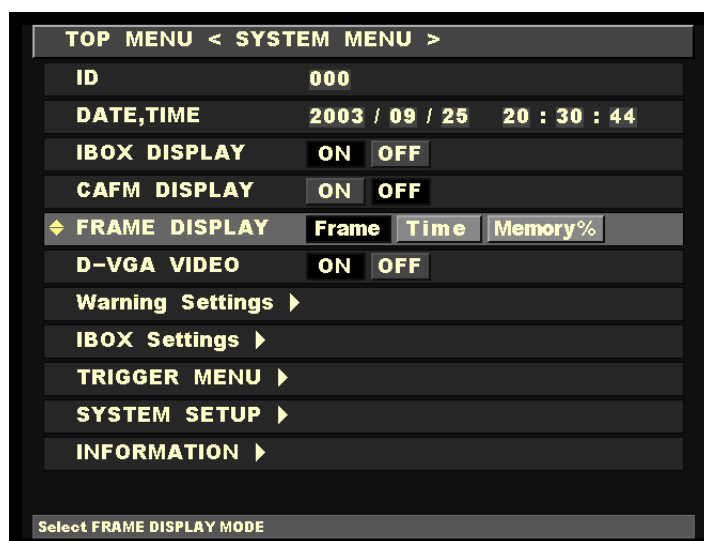 TOP MENU < SYSTEM MENU >
ID 000
DATE,TIME 2003 / 09 / 25 20 : 30 : 44
IBOX DISPLAY ON OFF
CAFM DISPLAY ON OFF
FRAME DISPLAY Frame Time Memory%
D-VGA VIDEO ON OFF
Warning Settings
IBOX Settings
TRIGGER MENU
SYSTEM SETUP
INFORMATION
Select FRAME DISPLAY MODE